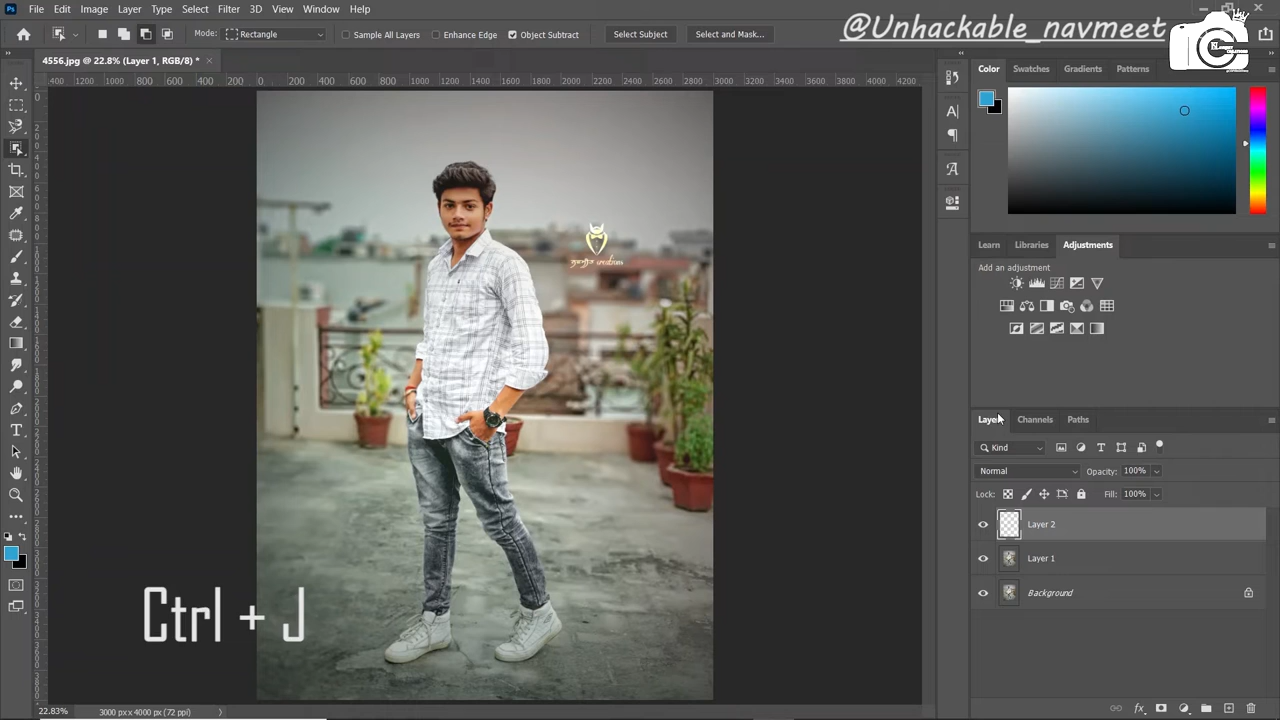 Ps File Edit Image Layer Type Select Filter 3D View Window Help
@Unhackable_navmeet
Mode: Rectangle Sample All Layers Enhance Edge Object Subtract Select Subject Select and Mask...
4556.jpg @ 22.8% (Layer 1, RGB/8) *
Color Swatches Gradients Patterns
Learn Libraries Adjustments
Add an adjustment
creations
Layers Channels Paths
Kind
Normal Opacity: 100%
Lock: Fill: 100%
Layer 2
Layer 1
Background
Ctrl + J
22.83% 3000 px x 4000 px (72 ppi)